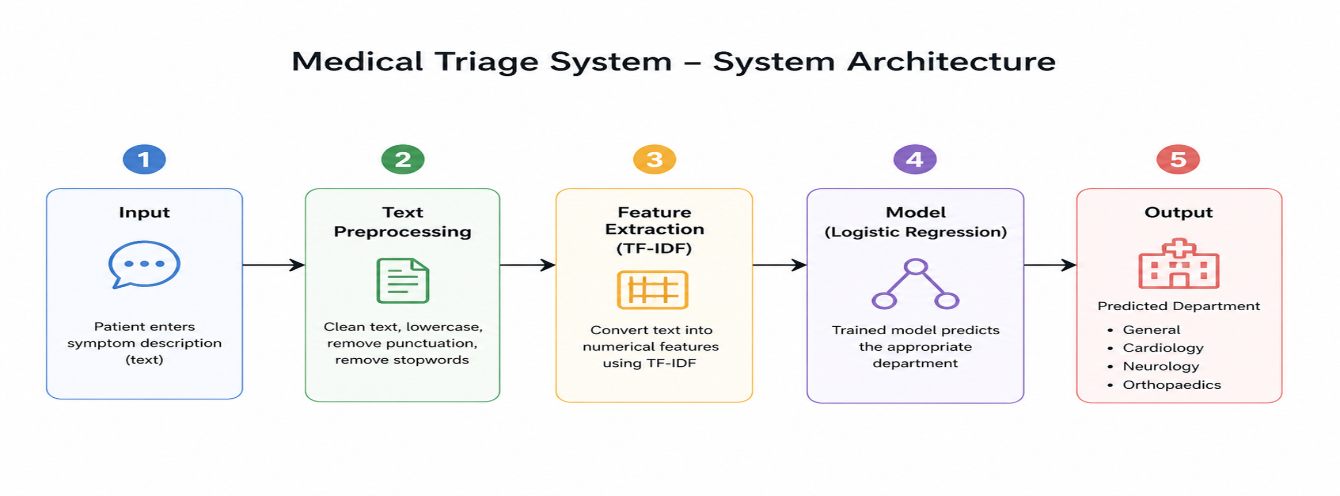 Medical Triage System – System Architecture
1
Input
Patient enters
symptom description
(text)
2
Text
Preprocessing
Clean text, lowercase,
remove punctuation,
remove stopwords
3
Feature
Extraction
(TF-IDF)
Convert text into
numerical features
using TF-IDF
4
Model
(Logistic Regression)
Trained model predicts
the appropriate
department
5
Output
Predicted Department
• General
• Cardiology
• Neurology
• Orthopaedics